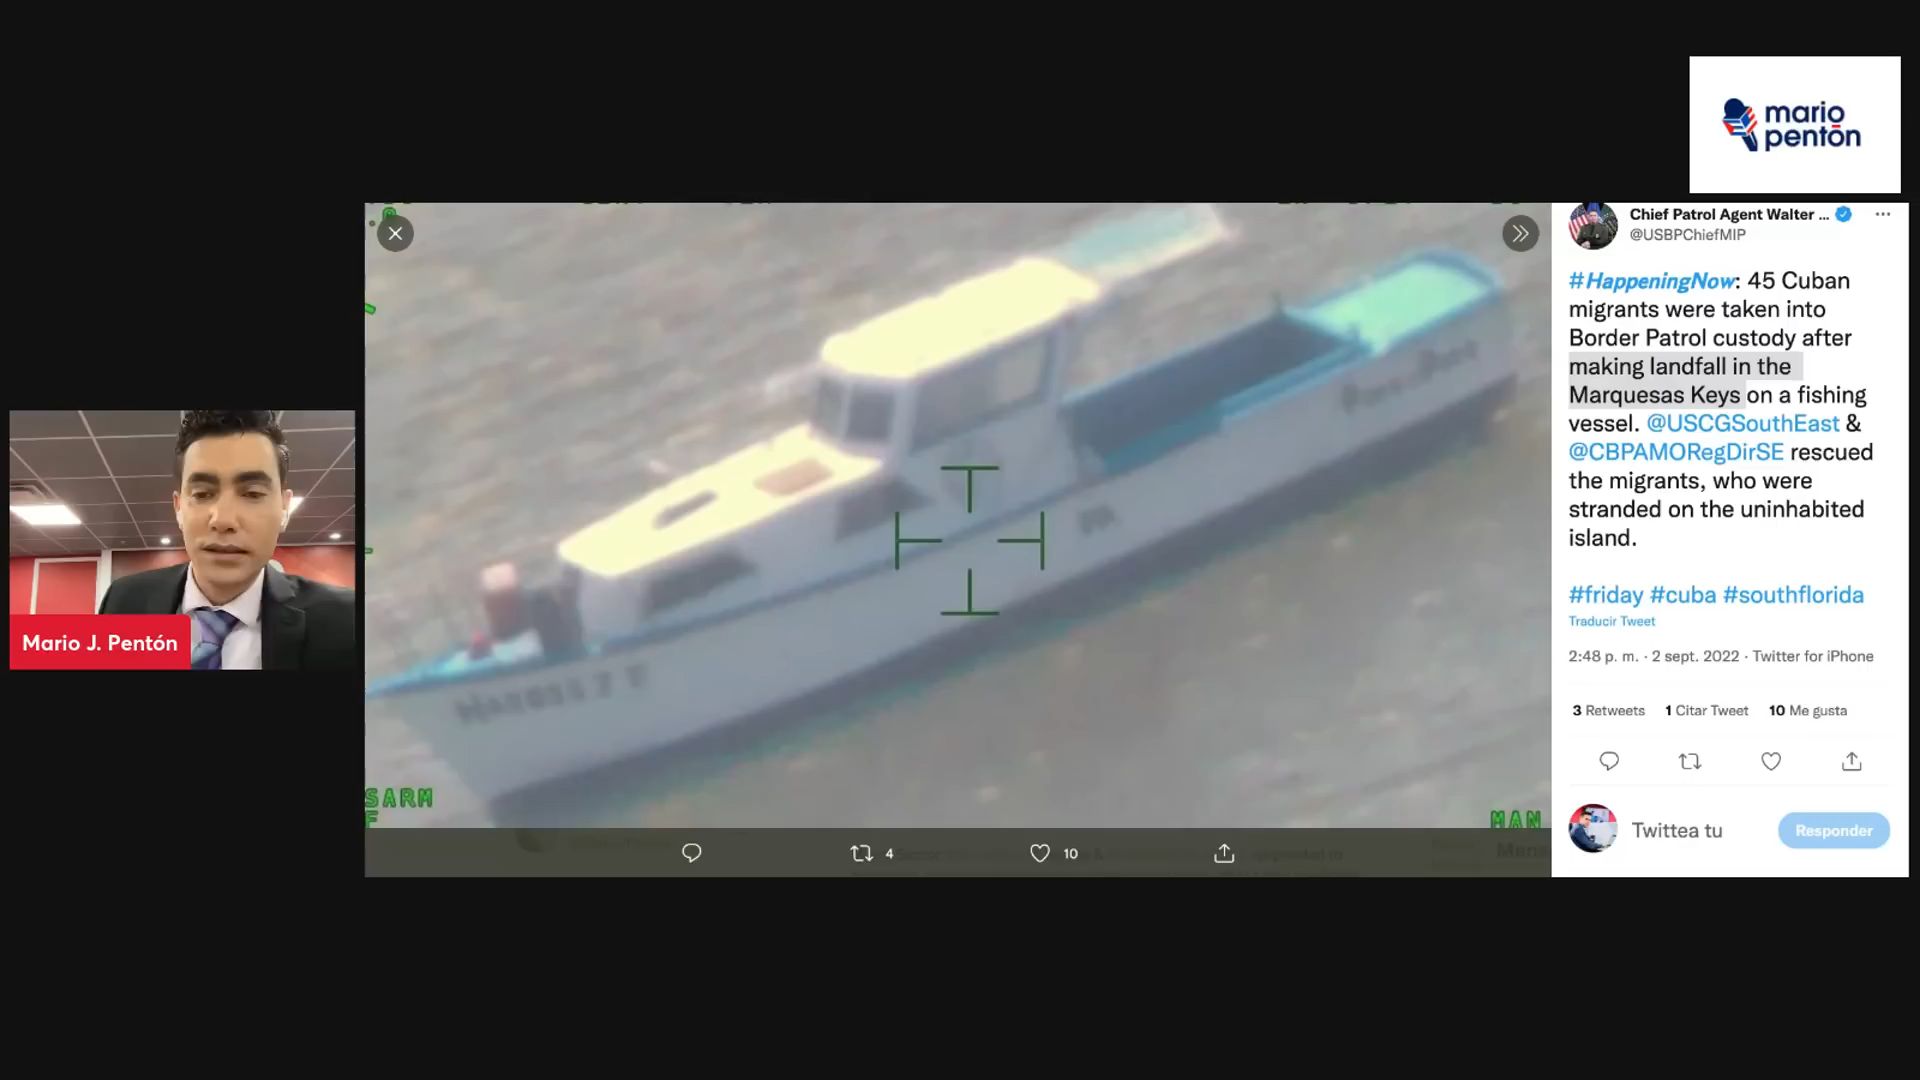 mario
pentón
Chief Patrol Agent Walter ...
@USBPChiefMIP
#HappeningNow: 45 Cuban
migrants were taken into
Border Patrol custody after
making landfall in the
Marquesas Keys on a fishing
vessel. @USCGSouthEast &
@CBPAMORegDirSE rescued
the migrants, who were
stranded on the uninhabited
island.
#friday #cuba #southflorida
Traducir Tweet
2:48 p. m. · 2 sept. 2022 · Twitter for iPhone
3 Retweets 1 Citar Tweet 10 Me gusta
Twittea tu
Responder
Mario J. Pentón
SARM
MAN
4
10